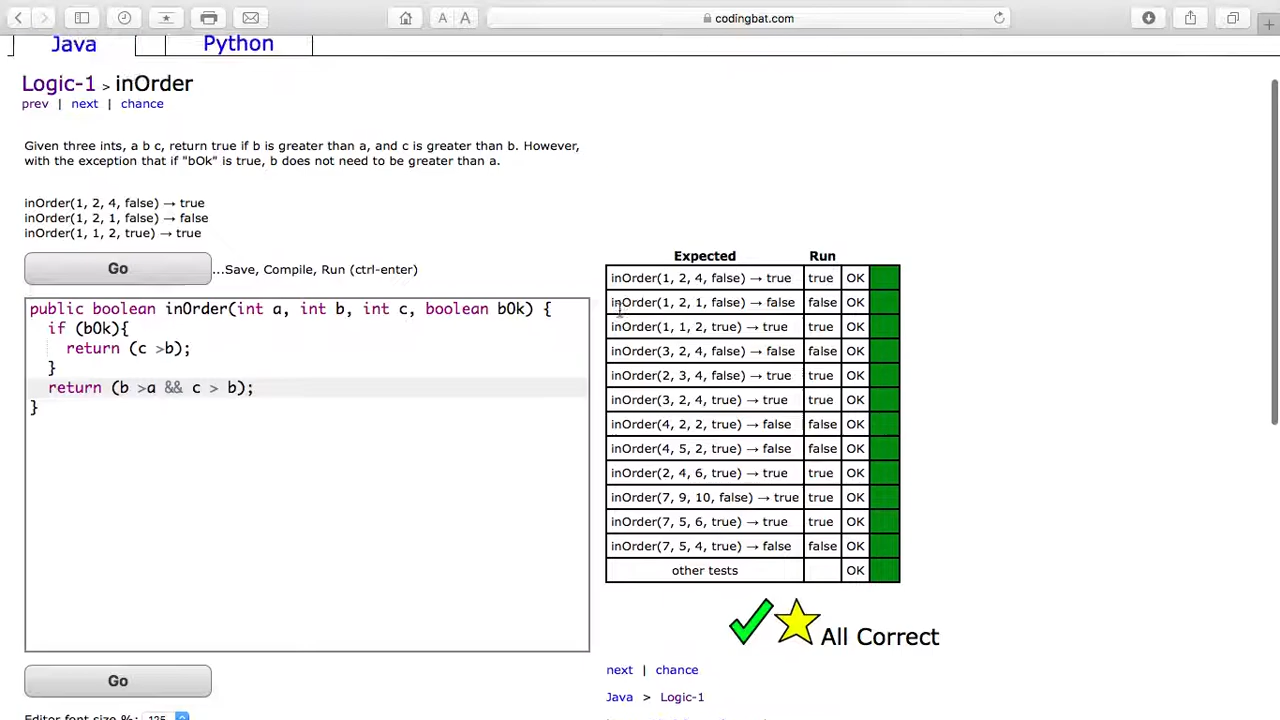 A A
codingbat.com
Java
Python
Logic-1 > inOrder
prev | next | chance
Given three ints, a b c, return true if b is greater than a, and c is greater than b. However,
with the exception that if "bOk" is true, b does not need to be greater than a.
inOrder(1, 2, 4, false) → true
inOrder(1, 2, 1, false) → false
inOrder(1, 1, 2, true) → true
Go
...Save, Compile, Run (ctrl-enter)
public boolean inOrder(int a, int b, int c, boolean bOk) {
if (bOk){
return (c >b);
}
return (b >a && c > b);
}
Go
Editor font size %: 125
Expected Run
inOrder(1, 2, 4, false) → true true OK
inOrder(1, 2, 1, false) → false false OK
inOrder(1, 1, 2, true) → true true OK
inOrder(3, 2, 4, false) → false false OK
inOrder(2, 3, 4, false) → true true OK
inOrder(3, 2, 4, true) → true true OK
inOrder(4, 2, 2, true) → false false OK
inOrder(4, 5, 2, true) → false false OK
inOrder(2, 4, 6, true) → true true OK
inOrder(7, 9, 10, false) → true true OK
inOrder(7, 5, 6, true) → true true OK
inOrder(7, 5, 4, true) → false false OK
other tests OK
All Correct
next | chance
Java > Logic-1